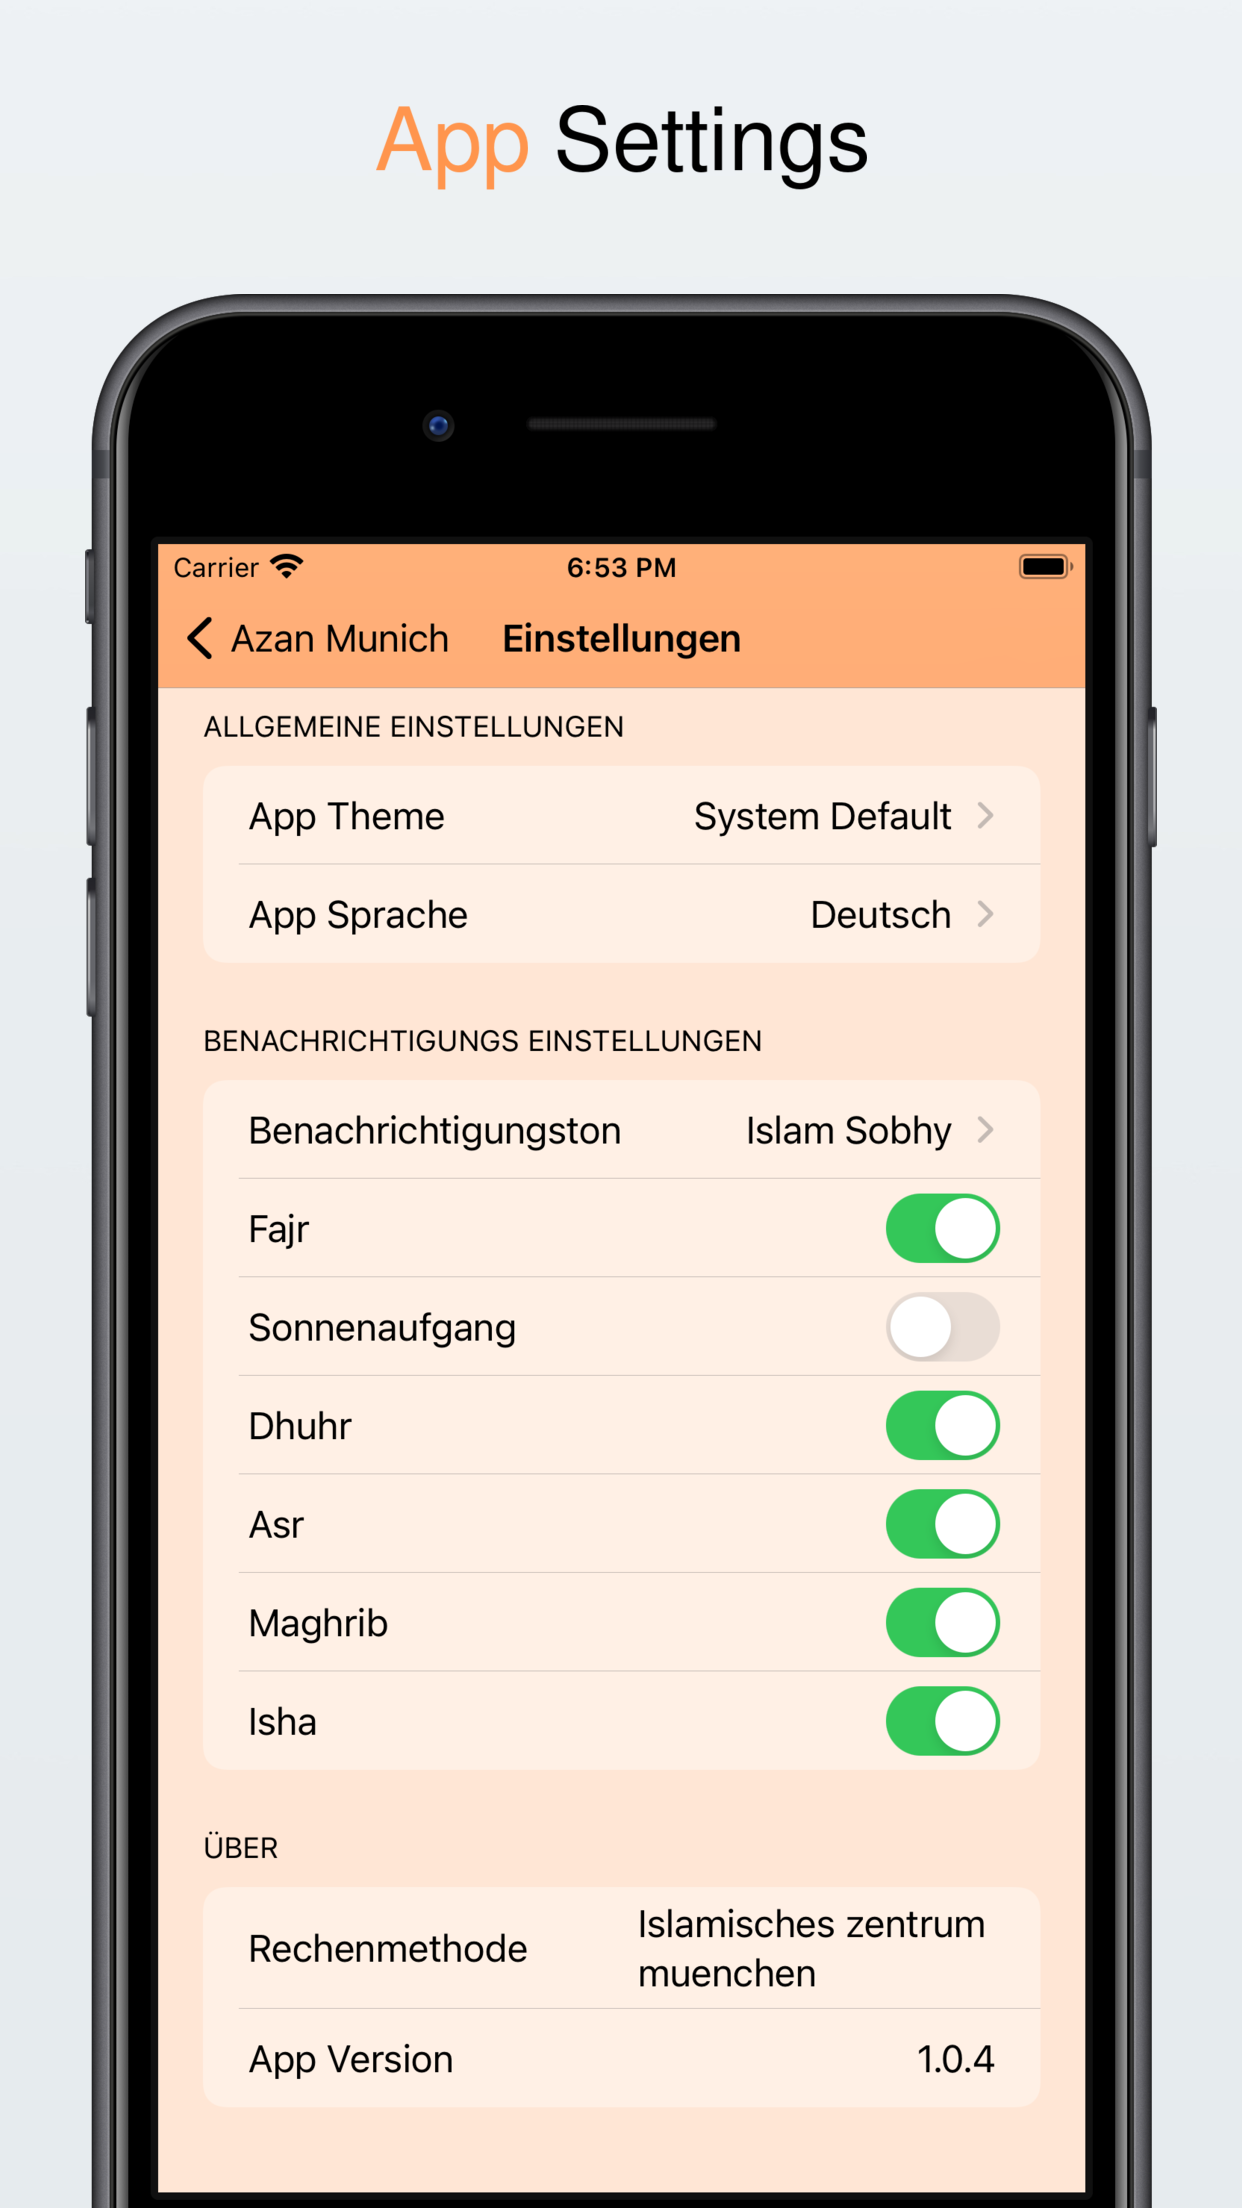 App Settings
Carrier 6:53 PM
Azan Munich Einstellungen
ALLGEMEINE EINSTELLUNGEN
App Theme System Default
App Sprache Deutsch
BENACHRICHTIGUNGS EINSTELLUNGEN
Benachrichtigungston Islam Sobhy
Fajr
Sonnenaufgang
Dhuhr
Asr
Maghrib
Isha
ÜBER
Rechenmethode Islamisches zentrum
muenchen
App Version 1.0.4